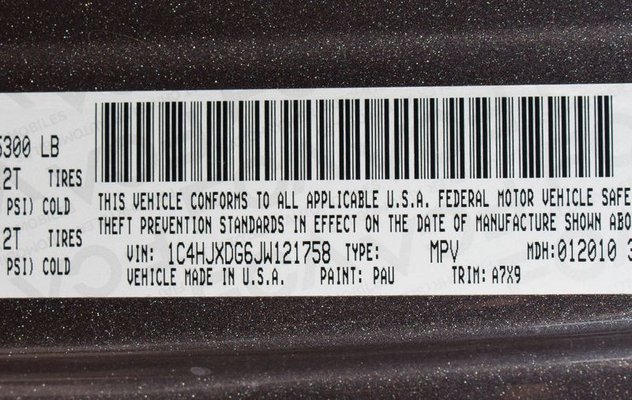 5300 LB
2T TIRES
PSI) COLD
2T TIRES
PSI) COLD
THIS VEHICLE CONFORMS TO ALL APPLICABLE U.S.A. FEDERAL MOTOR VEHICLE SAFE
THEFT PREVENTION STANDARDS IN EFFECT ON THE DATE OF MANUFACTURE SHOWN ABO
VIN: 1C4HJXDG6JW121758 TYPE: MPV MDH:012010 3
VEHICLE MADE IN U.S.A. PAINT: PAU TRIM: A7X9